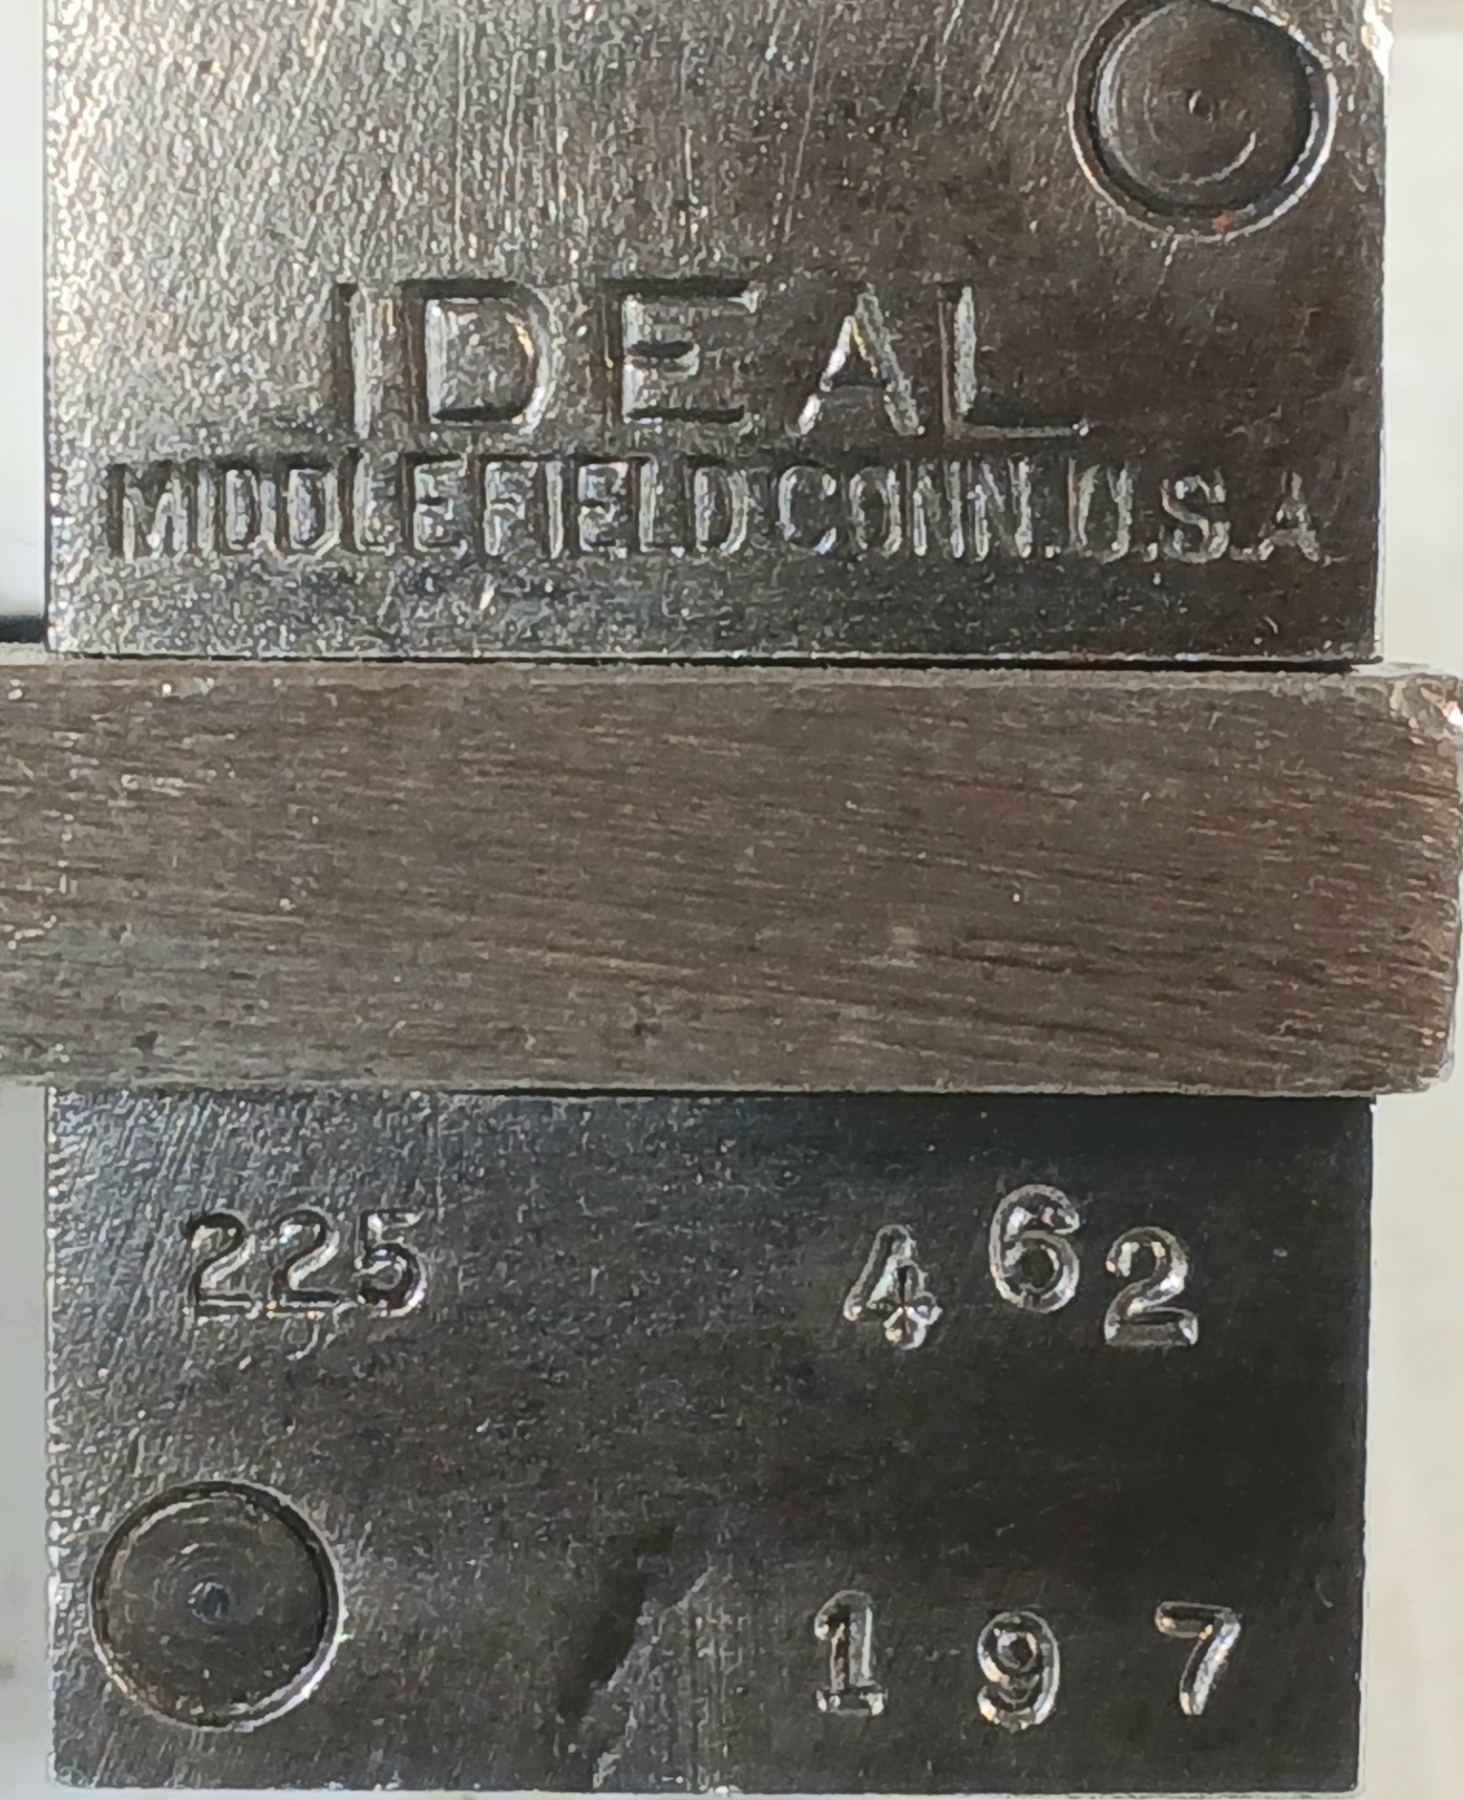 IDEAL
MIDDLEFIELD CONN. U.S.A.
225 462
197